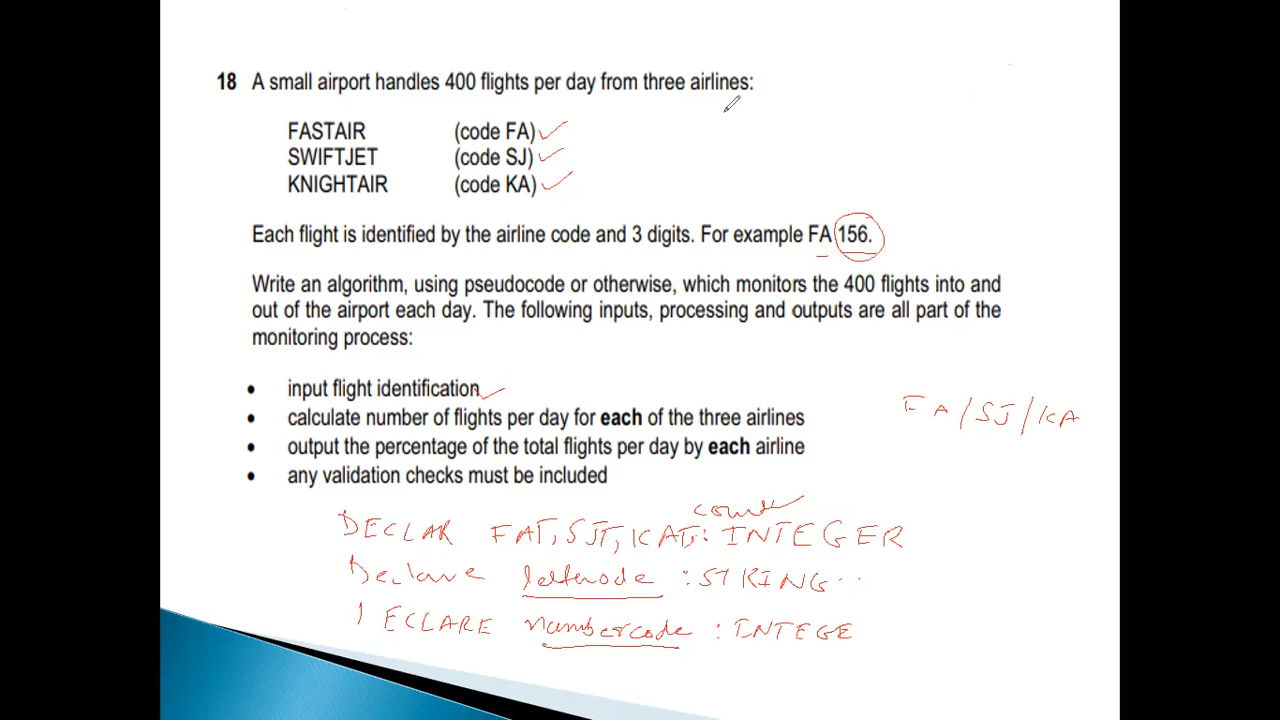 18 A small airport handles 400 flights per day from three airlines:
FASTAIR (code FA)
SWIFTJET (code SJ)
KNIGHTAIR (code KA)
Each flight is identified by the airline code and 3 digits. For example FA 156.
Write an algorithm, using pseudocode or otherwise, which monitors the 400 flights into and
out of the airport each day. The following inputs, processing and outputs are all part of the
monitoring process:
• input flight identification
• calculate number of flights per day for each of the three airlines
FA/SJ/KA
• output the percentage of the total flights per day by each airline
• any validation checks must be included
count
DECLAR FAT, SJT, KAT, : INTEGER
Declare lettercode : STRING
DECLARE numbercode : INTEGE